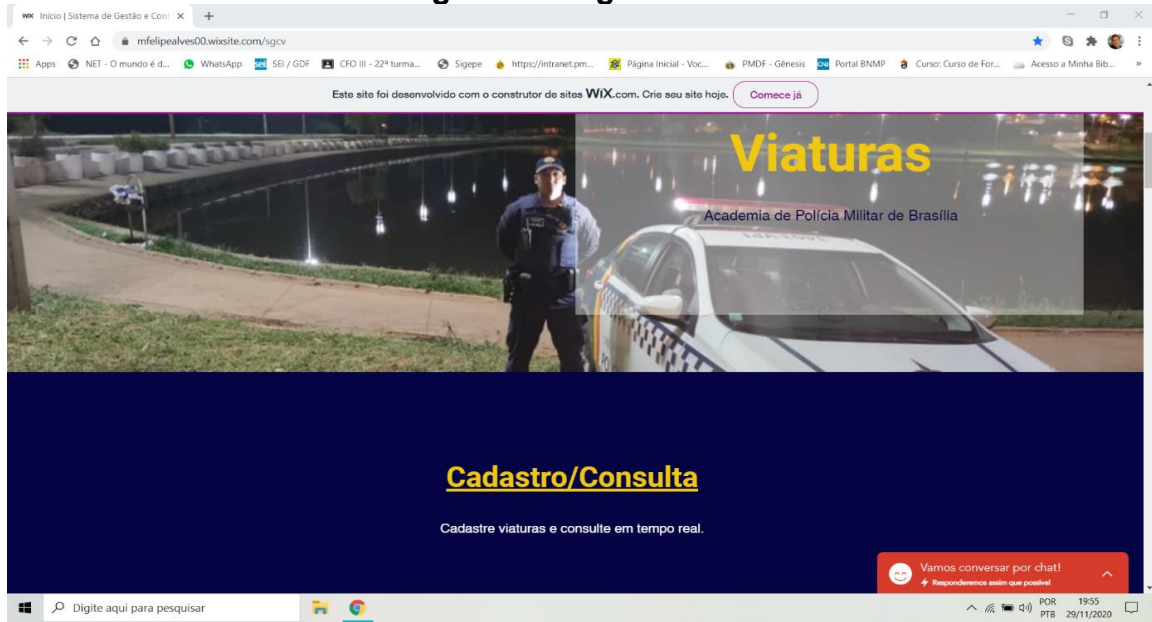 Início | Sistema de Gestão e Cont
mfelipealves00.wixsite.com/sgcv
Apps NET - O mundo é d... WhatsApp SEI / GDF CFO III - 22ª turma... Sigepe https://intranet.pm... Página Inicial - Voc... PMDF - Gênesis Portal BNMP Curso: Curso de For... Acesso a Minha Bib... »
Este site foi desenvolvido com o construtor de sites WiX.com. Crie seu site hoje. Comece já
Viaturas
Academia de Polícia Militar de Brasília
Cadastro/Consulta
Cadastre viaturas e consulte em tempo real.
Vamos conversar por chat!
Responderemos assim que possível
Digite aqui para pesquisar
POR 19:55
PTB 29/11/2020